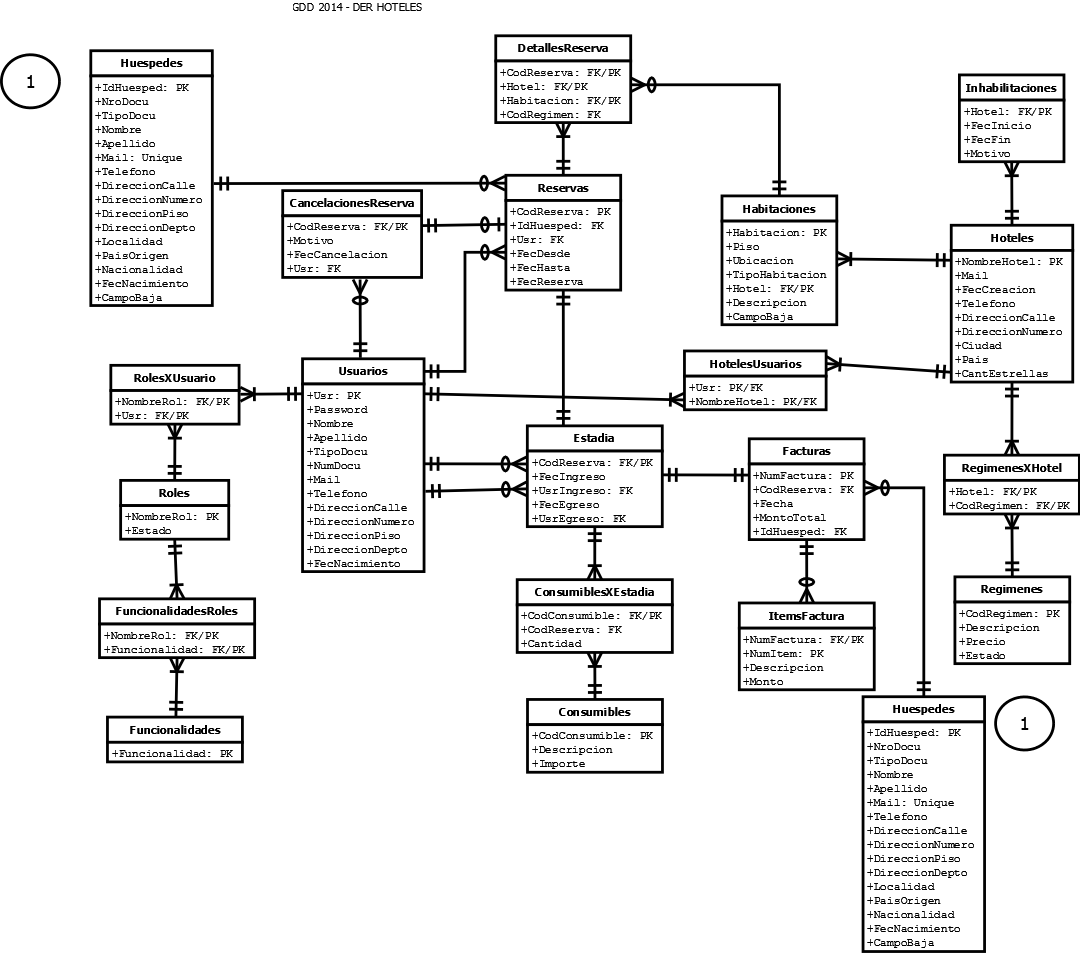 GDD 2014 - DER HOTELES
1
Huespedes
+IdHuesped: PK
+NroDocu
+TipoDocu
+Nombre
+Apellido
+Mail: Unique
+Telefono
+DireccionCalle
+DireccionNumero
+DireccionPiso
+DireccionDepto
+Localidad
+PaisOrigen
+Nacionalidad
+FecNacimiento
+CampoBaja
DetallesReserva
+CodReserva: FK/PK
+Hotel: FK/PK
+Habitacion: FK/PK
+CodRegimen: FK
Inhabilitaciones
+Hotel: FK/PK
+FecInicio
+FecFin
+Motivo
CancelacionesReserva
+CodReserva: FK/PK
+Motivo
+FecCancelacion
+Usr: FK
Reservas
+CodReserva: PK
+IdHuesped: FK
+Usr: FK
+FecDesde
+FecHasta
+FecReserva
Habitaciones
+Habitacion: PK
+Piso
+Ubicacion
+TipoHabitacion
+Hotel: FK/PK
+Descripcion
+CampoBaja
Hoteles
+NombreHotel: PK
+Mail
+FecCreacion
+Telefono
+DireccionCalle
+DireccionNumero
+Ciudad
+Pais
+CantEstrellas
RolesXUsuario
+NombreRol: FK/PK
+Usr: FK/PK
Usuarios
+Usr: PK
+Password
+Nombre
+Apellido
+TipoDocu
+NumDocu
+Mail
+Telefono
+DireccionCalle
+DireccionNumero
+DireccionPiso
+DireccionDepto
+FecNacimiento
HotelesUsuarios
+Usr: PK/FK
+NombreHotel: PK/FK
Estadia
+CodReserva: FK/PK
+FecIngreso
+UsrIngreso: FK
+FecEgreso
+UsrEgreso: FK
Facturas
+NumFactura: PK
+CodReserva: FK
+Fecha
+MontoTotal
+IdHuesped: FK
RegimenesXHotel
+Hotel: FK/PK
+CodRegimen: FK/PK
Roles
+NombreRol: PK
+Estado
ConsumiblesXEstadia
+CodConsumible: FK/PK
+CodReserva: FK
+Cantidad
ItemsFactura
+NumFactura: FK/PK
+NumItem: PK
+Descripcion
+Monto
Regimenes
+CodRegimen: PK
+Descripcion
+Precio
+Estado
FuncionalidadesRoles
+NombreRol: FK/PK
+Funcionalidad: FK/PK
Funcionalidades
+Funcionalidad: PK
Consumibles
+CodConsumible: PK
+Descripcion
+Importe
Huespedes
+IdHuesped: PK
+NroDocu
+TipoDocu
+Nombre
+Apellido
+Mail: Unique
+Telefono
+DireccionCalle
+DireccionNumero
+DireccionPiso
+DireccionDepto
+Localidad
+PaisOrigen
+Nacionalidad
+FecNacimiento
+CampoBaja
1